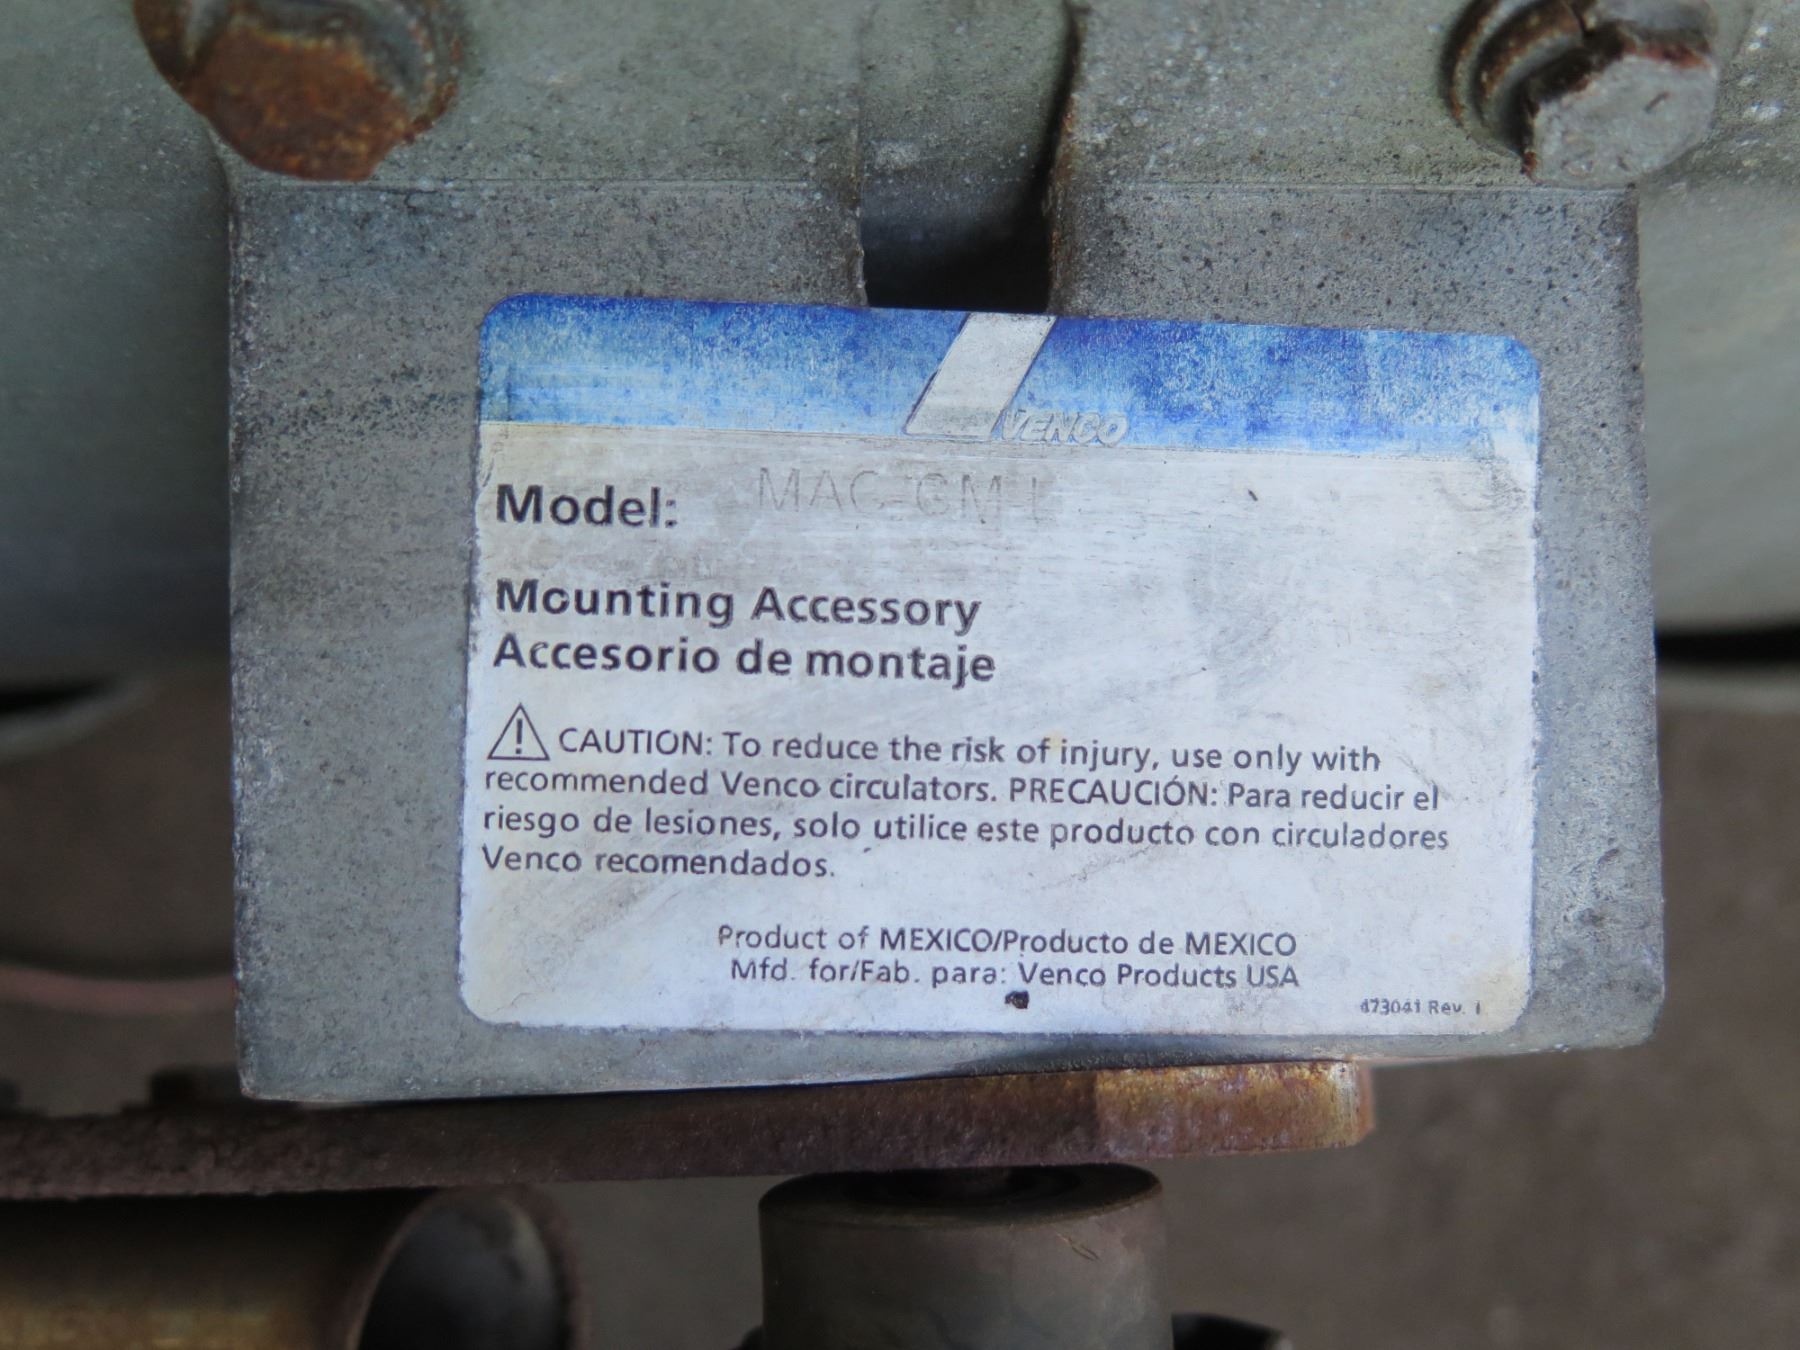 VENCO
Model: MAC-GM-L
Mounting Accessory
Accesorio de montaje
CAUTION: To reduce the risk of injury, use only with
recommended Venco circulators. PRECAUCIÓN: Para reducir el
riesgo de lesiones, solo utilice este producto con circuladores
Venco recomendados.
Product of MEXICO/Producto de MEXICO
Mfd. for/Fab. para: Venco Products USA
473041 Rev. 1